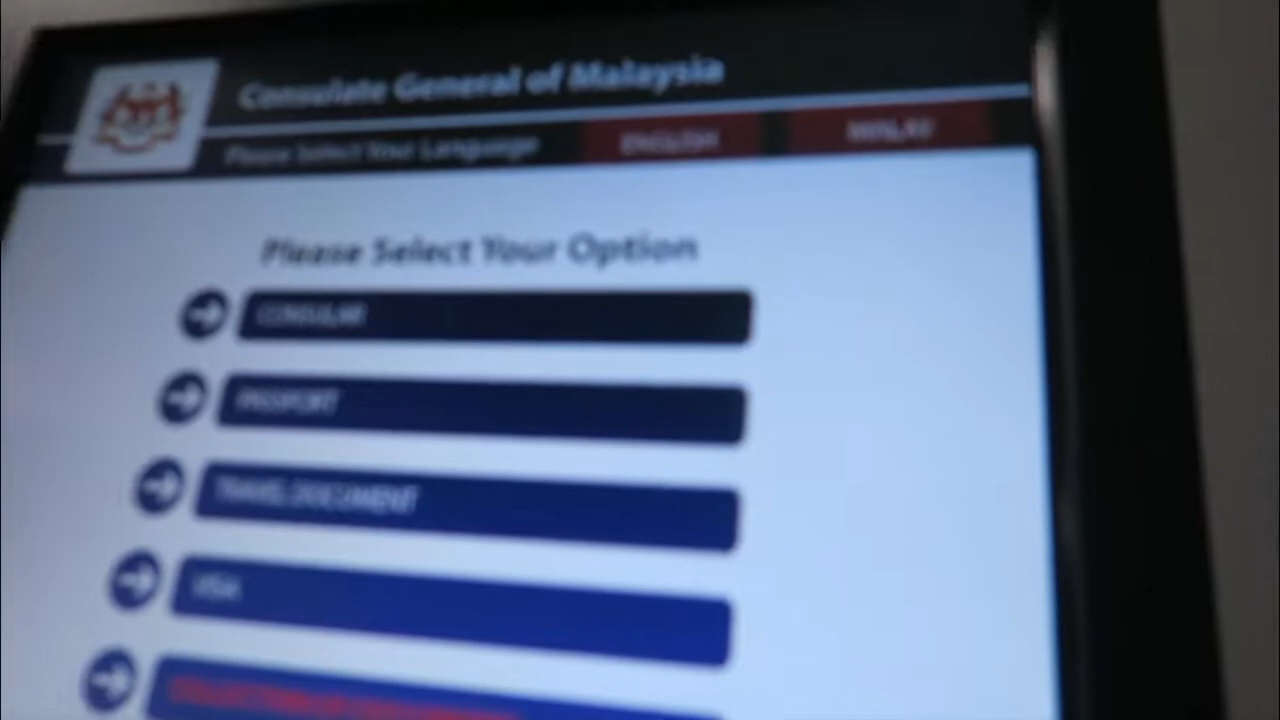 Consulate General of Malaysia
Please Select Your Language
ENGLISH
MALAY
Please Select Your Option
CONSULAR
PASSPORT
TRAVEL DOCUMENT
VISA